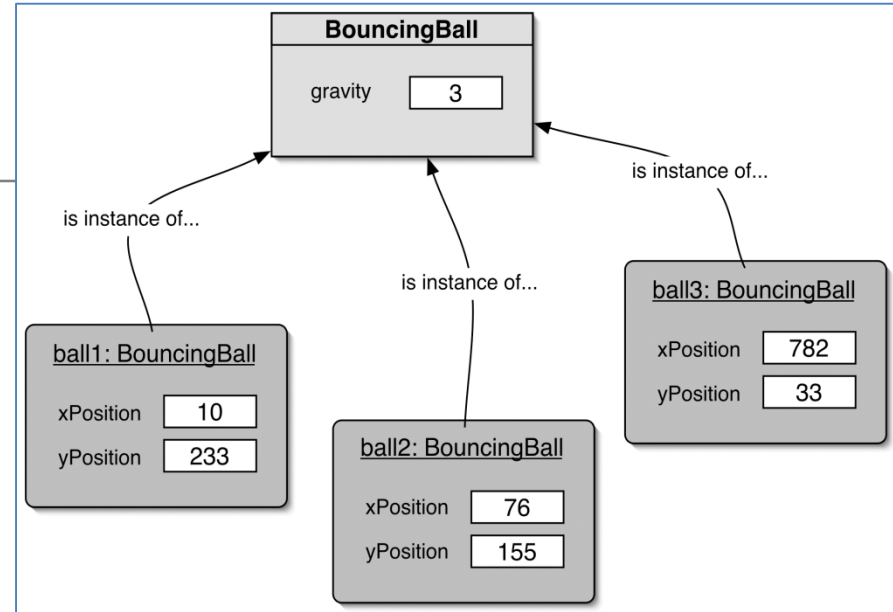 BouncingBall
gravity 3
is instance of...
is instance of...
is instance of...
ball1: BouncingBall
xPosition 10
yPosition 233
ball2: BouncingBall
xPosition 76
yPosition 155
ball3: BouncingBall
xPosition 782
yPosition 33